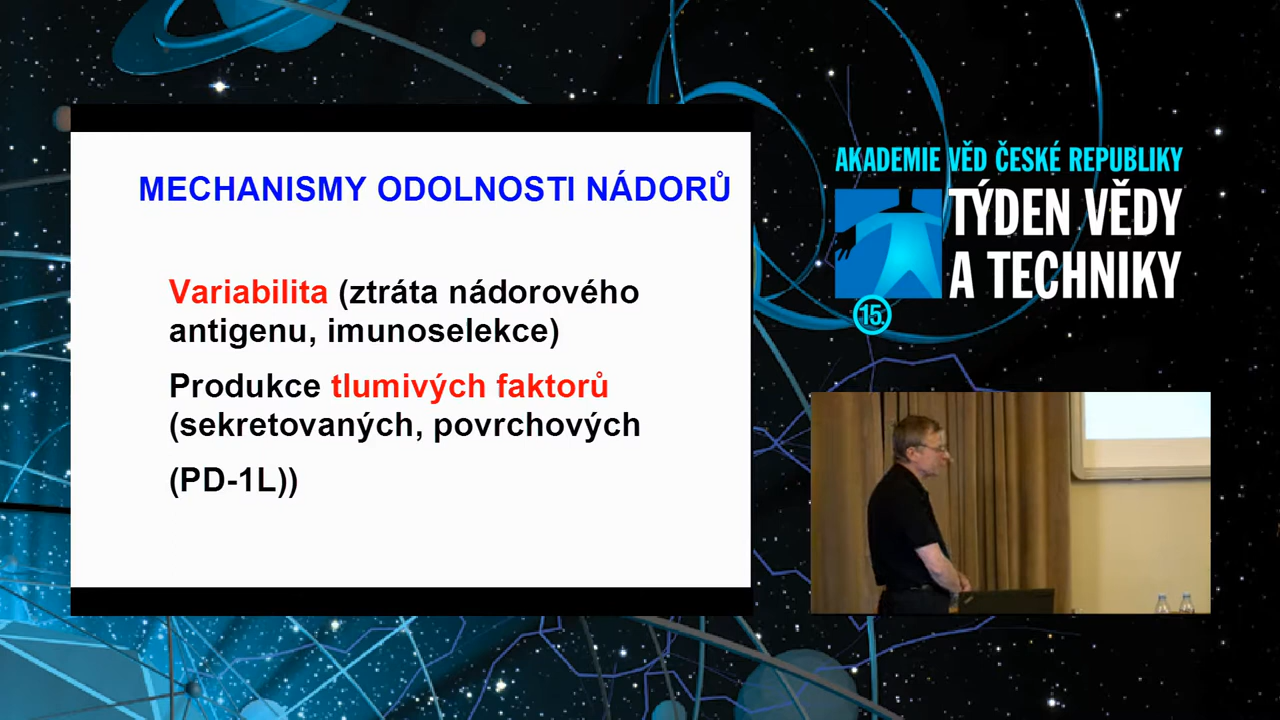 MECHANISMY ODOLNOSTI NÁDORŮ
Variabilita (ztráta nádorového
antigenu, imunoselekce)
Produkce tlumivých faktorů
(sekretovaných, povrchových
(PD-1L))
AKADEMIE VĚD ČESKÉ REPUBLIKY
TÝDEN VĚDY
A TECHNIKY
15.